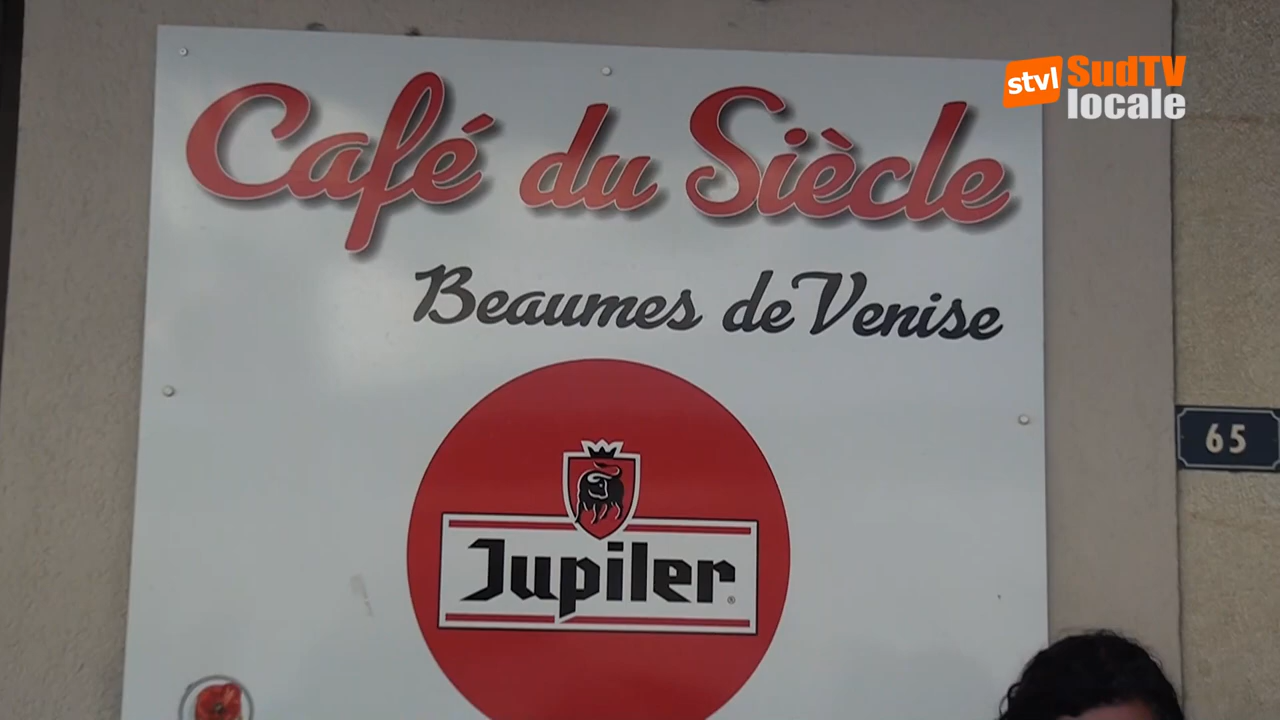 stvl SudTV
locale
Café du Siècle
Beaumes de Venise
65
Jupiler